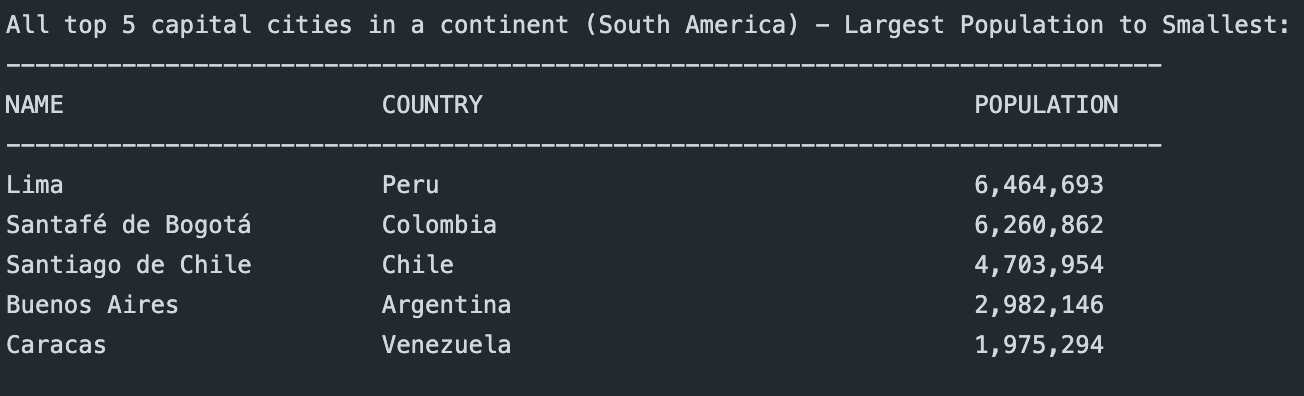 All top 5 capital cities in a continent (South America) – Largest Population to Smallest:
--------------------------------------------------------------------------------
NAME COUNTRY POPULATION
--------------------------------------------------------------------------------
Lima Peru 6,464,693
Santafé de Bogotá Colombia 6,260,862
Santiago de Chile Chile 4,703,954
Buenos Aires Argentina 2,982,146
Caracas Venezuela 1,975,294